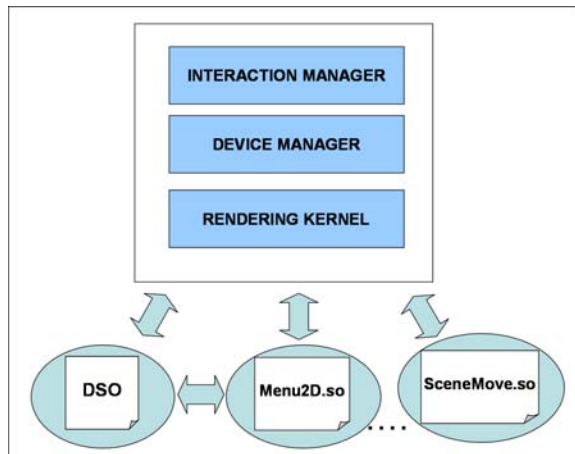 INTERACTION MANAGER
DEVICE MANAGER
RENDERING KERNEL
DSO
Menu2D.so
SceneMove.so
....